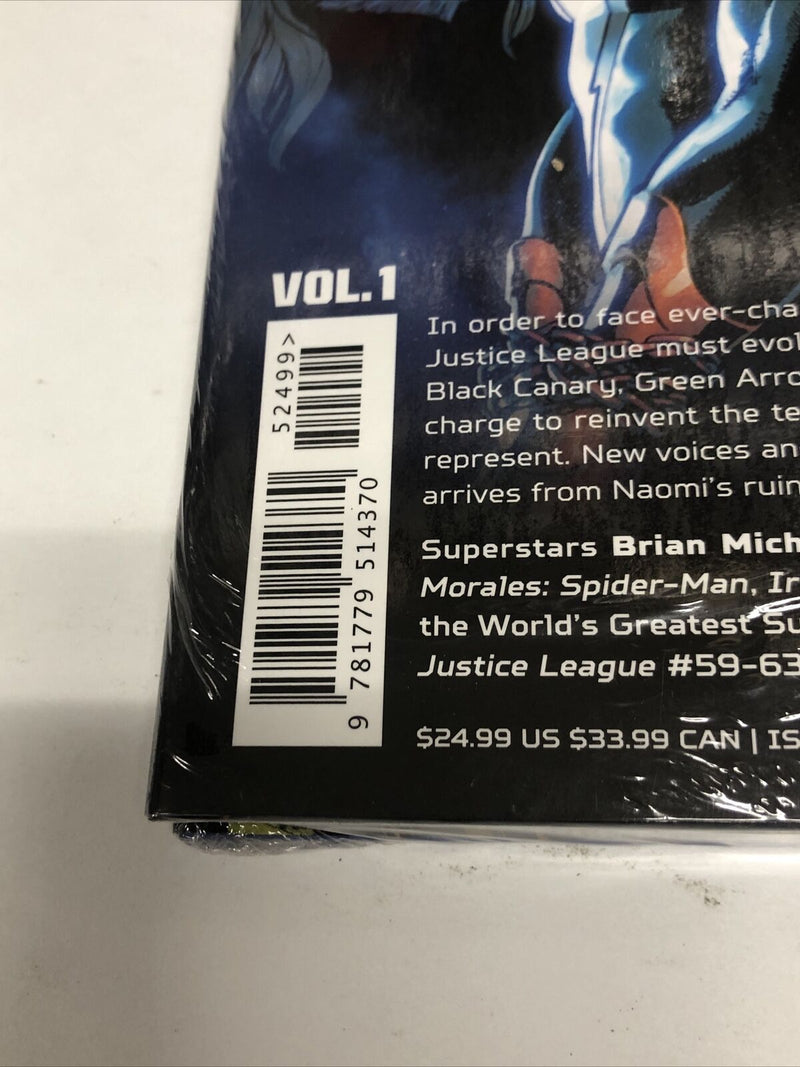 VOL.1
52499>
9 781779 514370
In order to face ever-cha
Justice League must evol
Black Canary, Green Arro
charge to reinvent the te
represent. New voices an
arrives from Naomi's ruin
Superstars Brian Mich
Morales: Spider-Man, Ir
the World's Greatest Su
Justice League #59-63
$24.99 US $33.99 CAN | IS